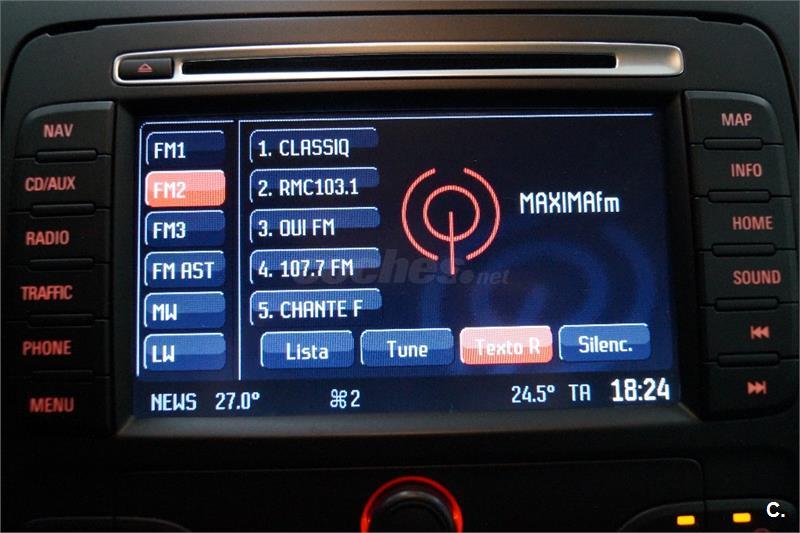 NAV
CD/AUX
RADIO
TRAFFIC
PHONE
MENU
FM1
FM2
FM3
FM AST
MW
LW
1. CLASSIQ
2. RMC103.1
3. OUI FM
4. 107.7 FM
5. CHANTE F
MAXIMAfm
coches.net
Lista
Tune
Texto R
Silenc.
NEWS 27.0° ⌘2 24.5° TA 18:24
MAP
INFO
HOME
SOUND
C.